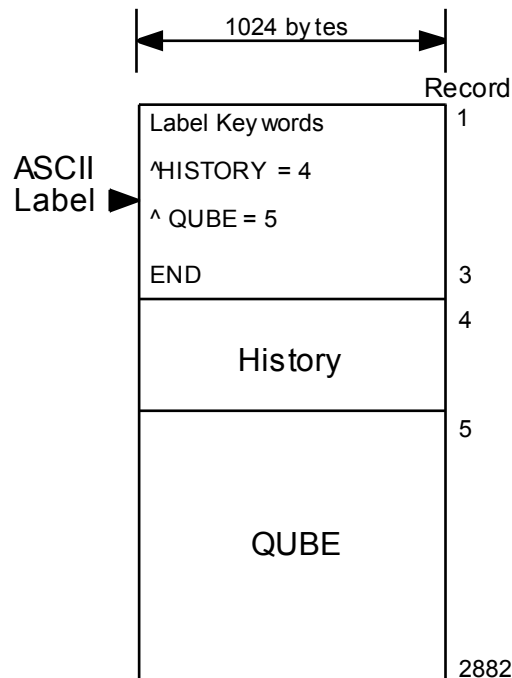 1024 bytes
Record
Label Keywords
1
^HISTORY = 4
ASCII
Label
^ QUBE = 5
END
3
4
History
5
QUBE
2882